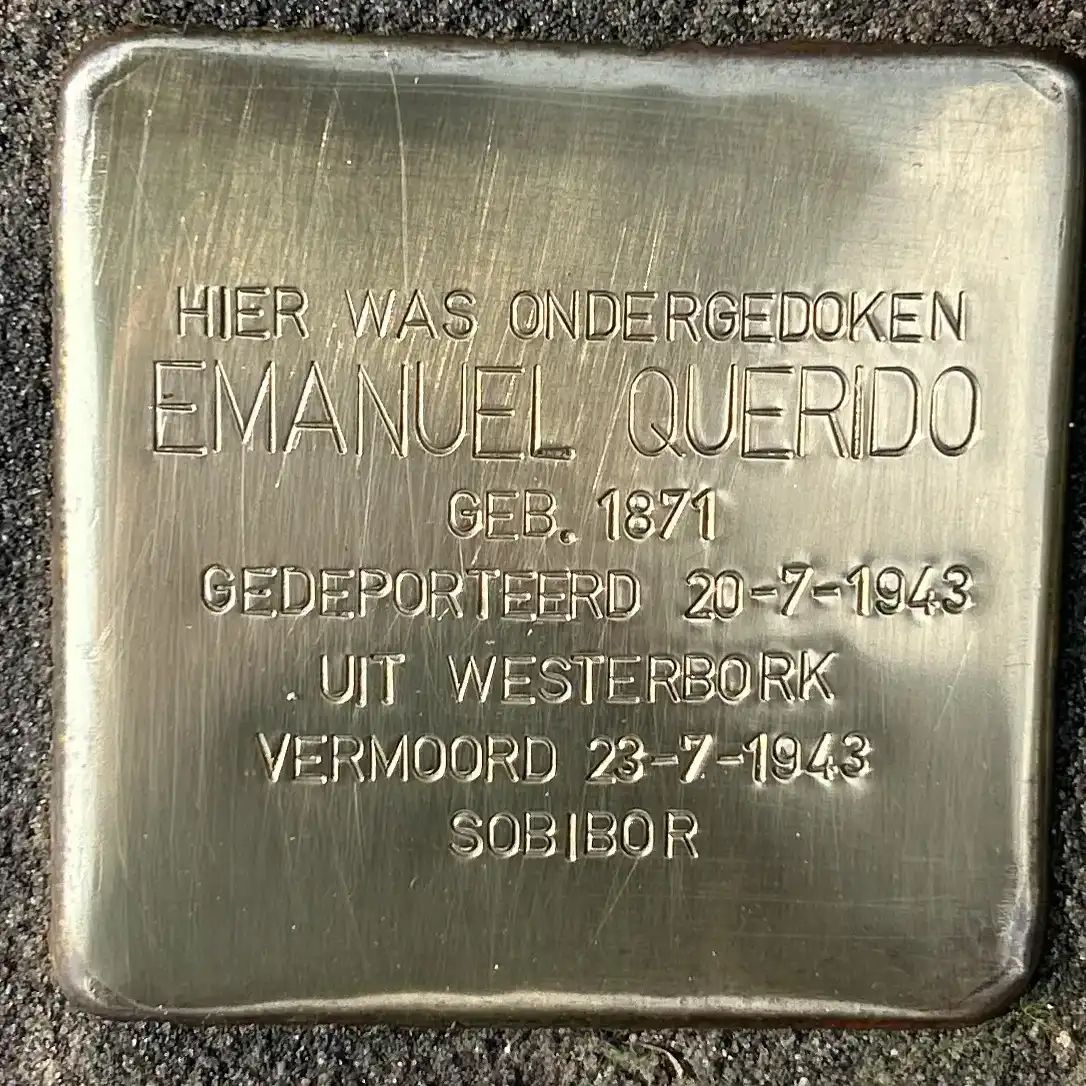 HIER WAS ONDERGEDOKEN
EMANUEL QUERIDO
GEB. 1871
GEDEPORTEERD 20-7-1943
UIT WESTERBORK
VERMOORD 23-7-1943
SOBIBOR